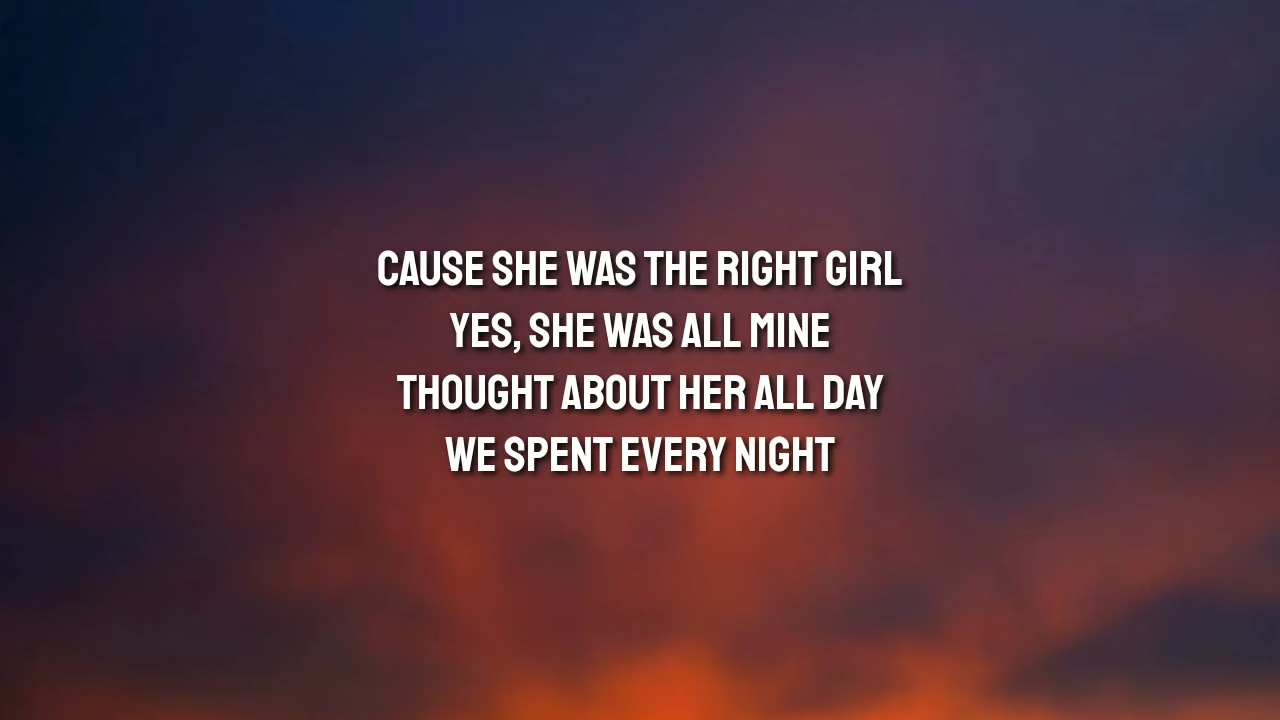 CAUSE SHE WAS THE RIGHT GIRL
YES, SHE WAS ALL MINE
THOUGHT ABOUT HER ALL DAY
WE SPENT EVERY NIGHT